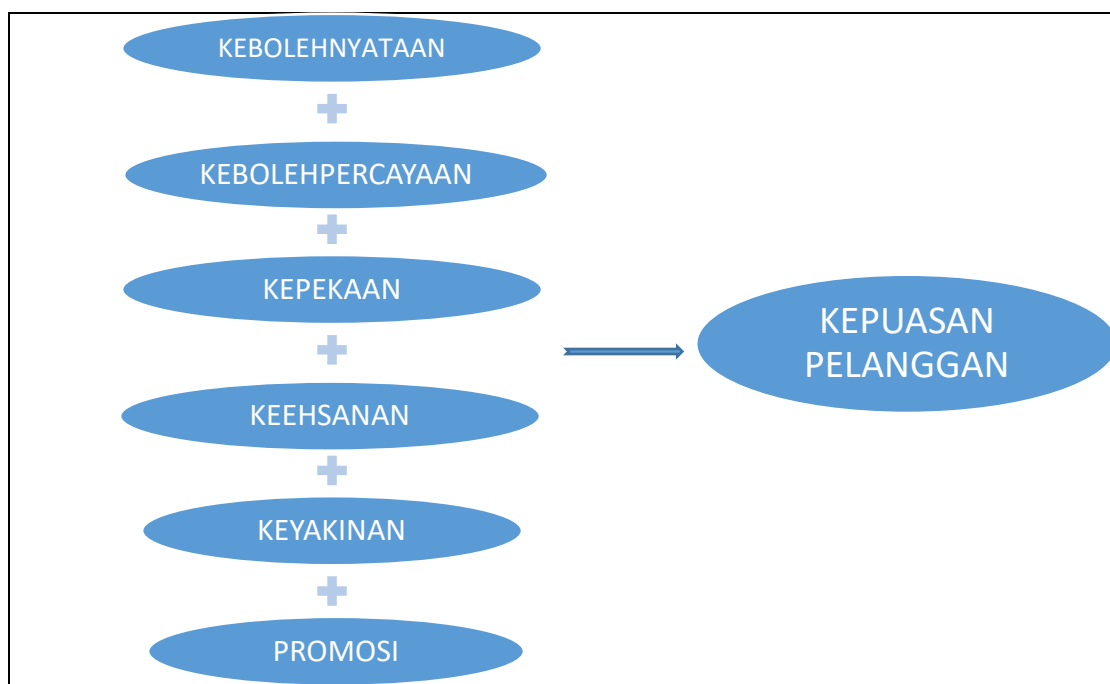 KEBOLEHNYATAAN
KEBOLEHPERCAYAAN
KEPEKAAN
KEEHSANAN
KEYAKINAN
PROMOSI
KEPUASAN
PELANGGAN